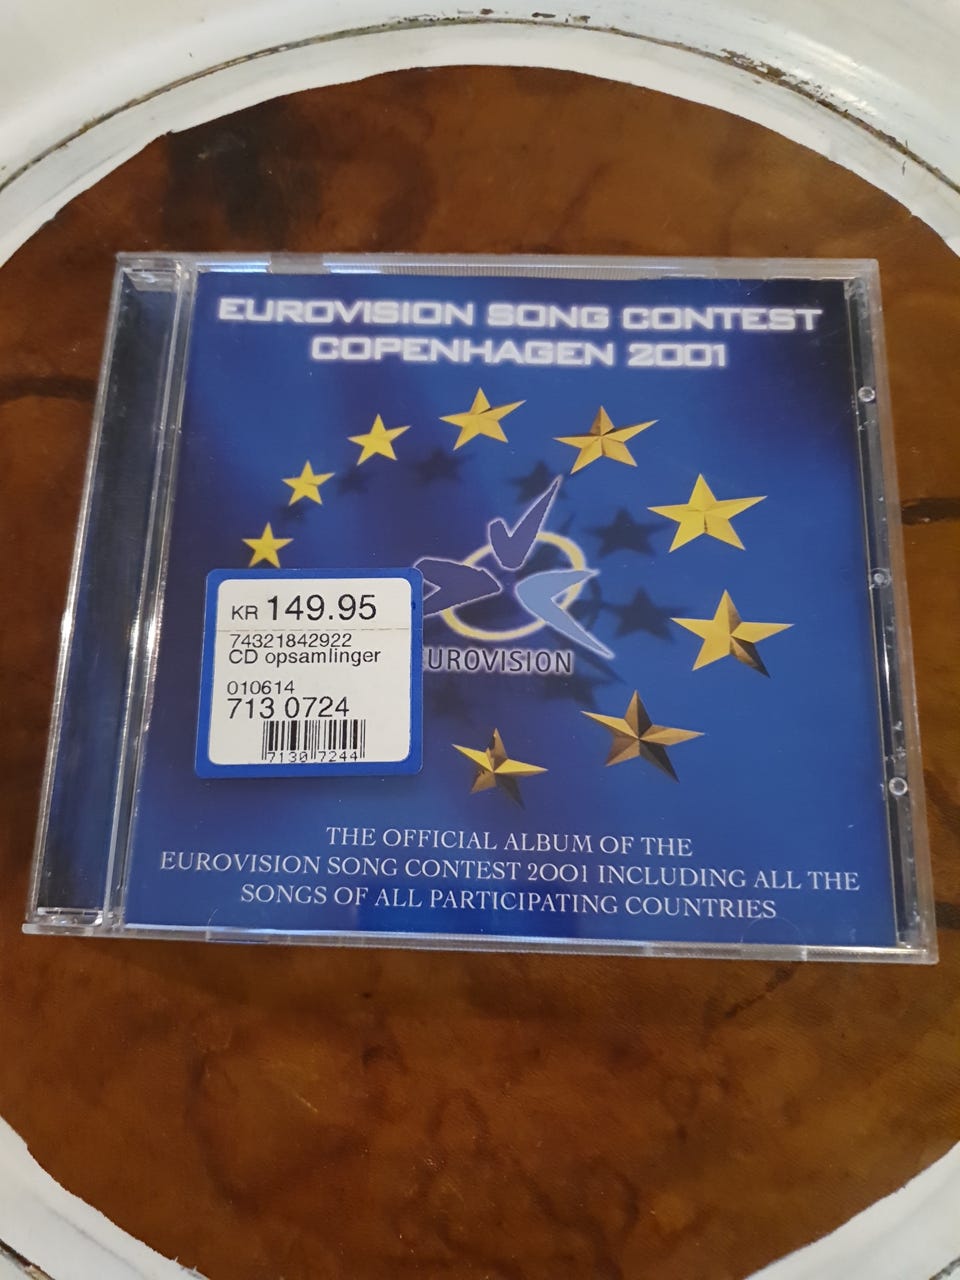 EUROVISION SONG CONTEST
COPENHAGEN 2001
KR 149.95
74321842922
CD opsamlinger
010614
713 0724
7130 7244
UROVISION
THE OFFICIAL ALBUM OF THE
EUROVISION SONG CONTEST 2001 INCLUDING ALL THE
SONGS OF ALL PARTICIPATING COUNTRIES